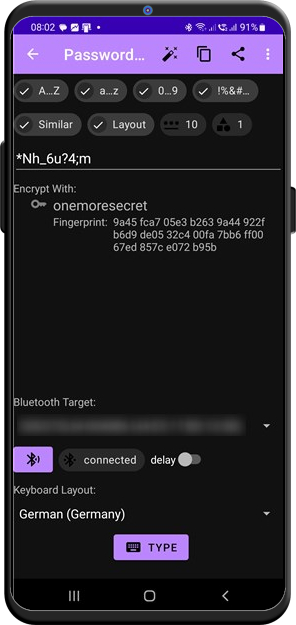 08:02 91%
Password...
A...Z a...z 0...9 !%&#...
Similar Layout 10 1
*Nh_6u?4;m
Encrypt With:
onemoresecret
Fingerprint: 9a45 fca7 05e3 b263 9a44 922f
b6d9 de05 32c4 00fa 7bb6 ff00
67ed 857c e072 b95b
Bluetooth Target:
connected delay
Keyboard Layout:
German (Germany)
TYPE